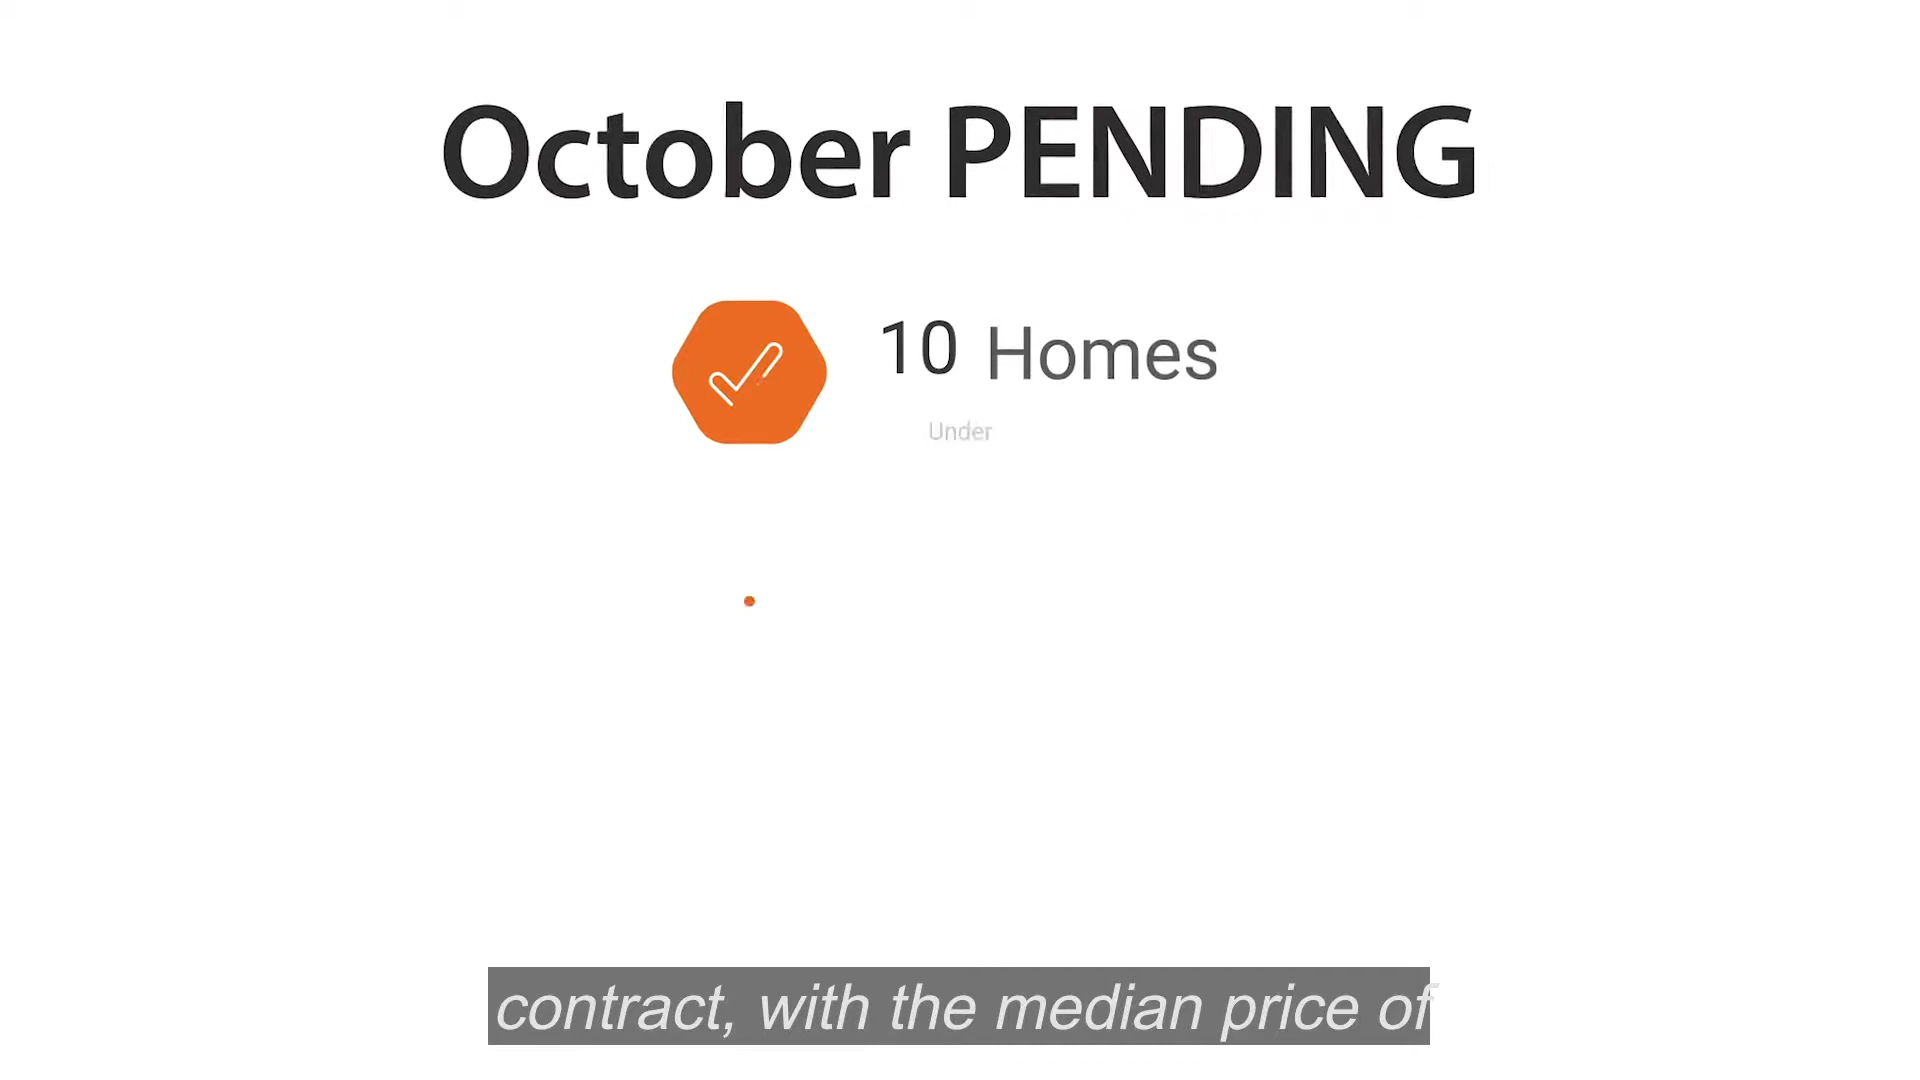 October PENDING
10 Homes
Under
contract, with the median price of